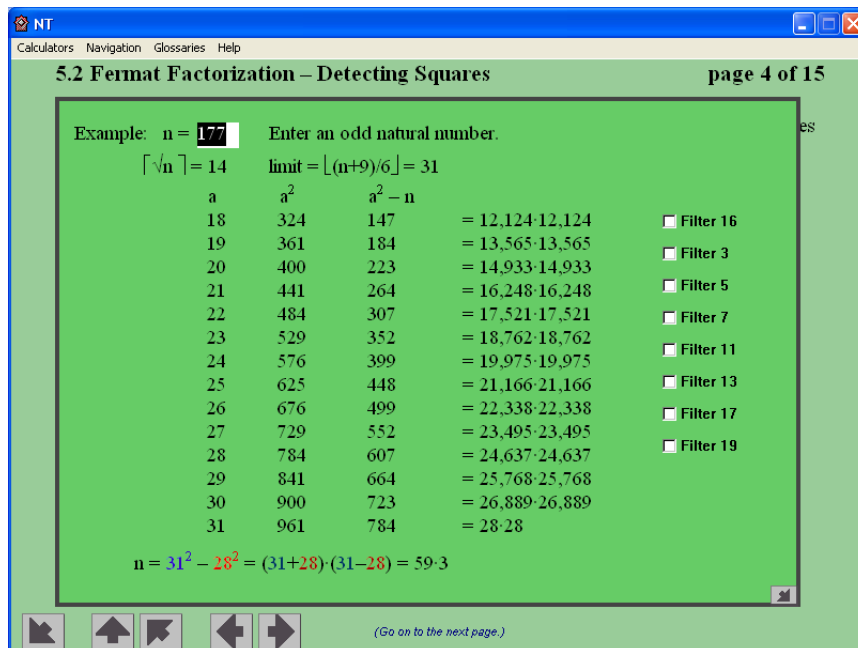 NT
Calculators Navigation Glossaries Help
5.2 Fermat Factorization – Detecting Squares page 4 of 15
es
Example: n = 177 Enter an odd natural number.
⌈√n⌉ = 14 limit = ⌊(n+9)/6⌋ = 31
a a² a² – n
18 324 147 = 12,124·12,124 Filter 16
19 361 184 = 13,565·13,565
20 400 223 = 14,933·14,933 Filter 3
21 441 264 = 16,248·16,248 Filter 5
22 484 307 = 17,521·17,521 Filter 7
23 529 352 = 18,762·18,762
24 576 399 = 19,975·19,975 Filter 11
25 625 448 = 21,166·21,166 Filter 13
26 676 499 = 22,338·22,338 Filter 17
27 729 552 = 23,495·23,495
28 784 607 = 24,637·24,637 Filter 19
29 841 664 = 25,768·25,768
30 900 723 = 26,889·26,889
31 961 784 = 28·28
n = 31² – 28² = (31+28)·(31–28) = 59·3
(Go on to the next page.)